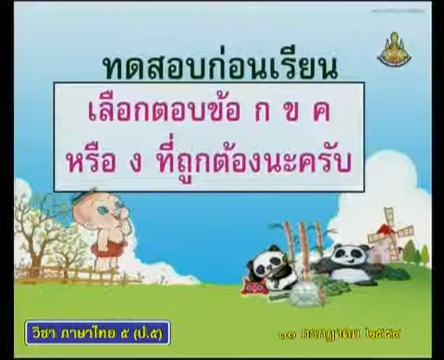 ทดสอบก่อนเรียน
เลือกตอบข้อ ก ข ค
หรือ ง ที่ถูกต้องนะครับ
วิชา ภาษาไทย ๕ (ป.๕)
๑๑ กรกฎาคม ๒๕๕๔